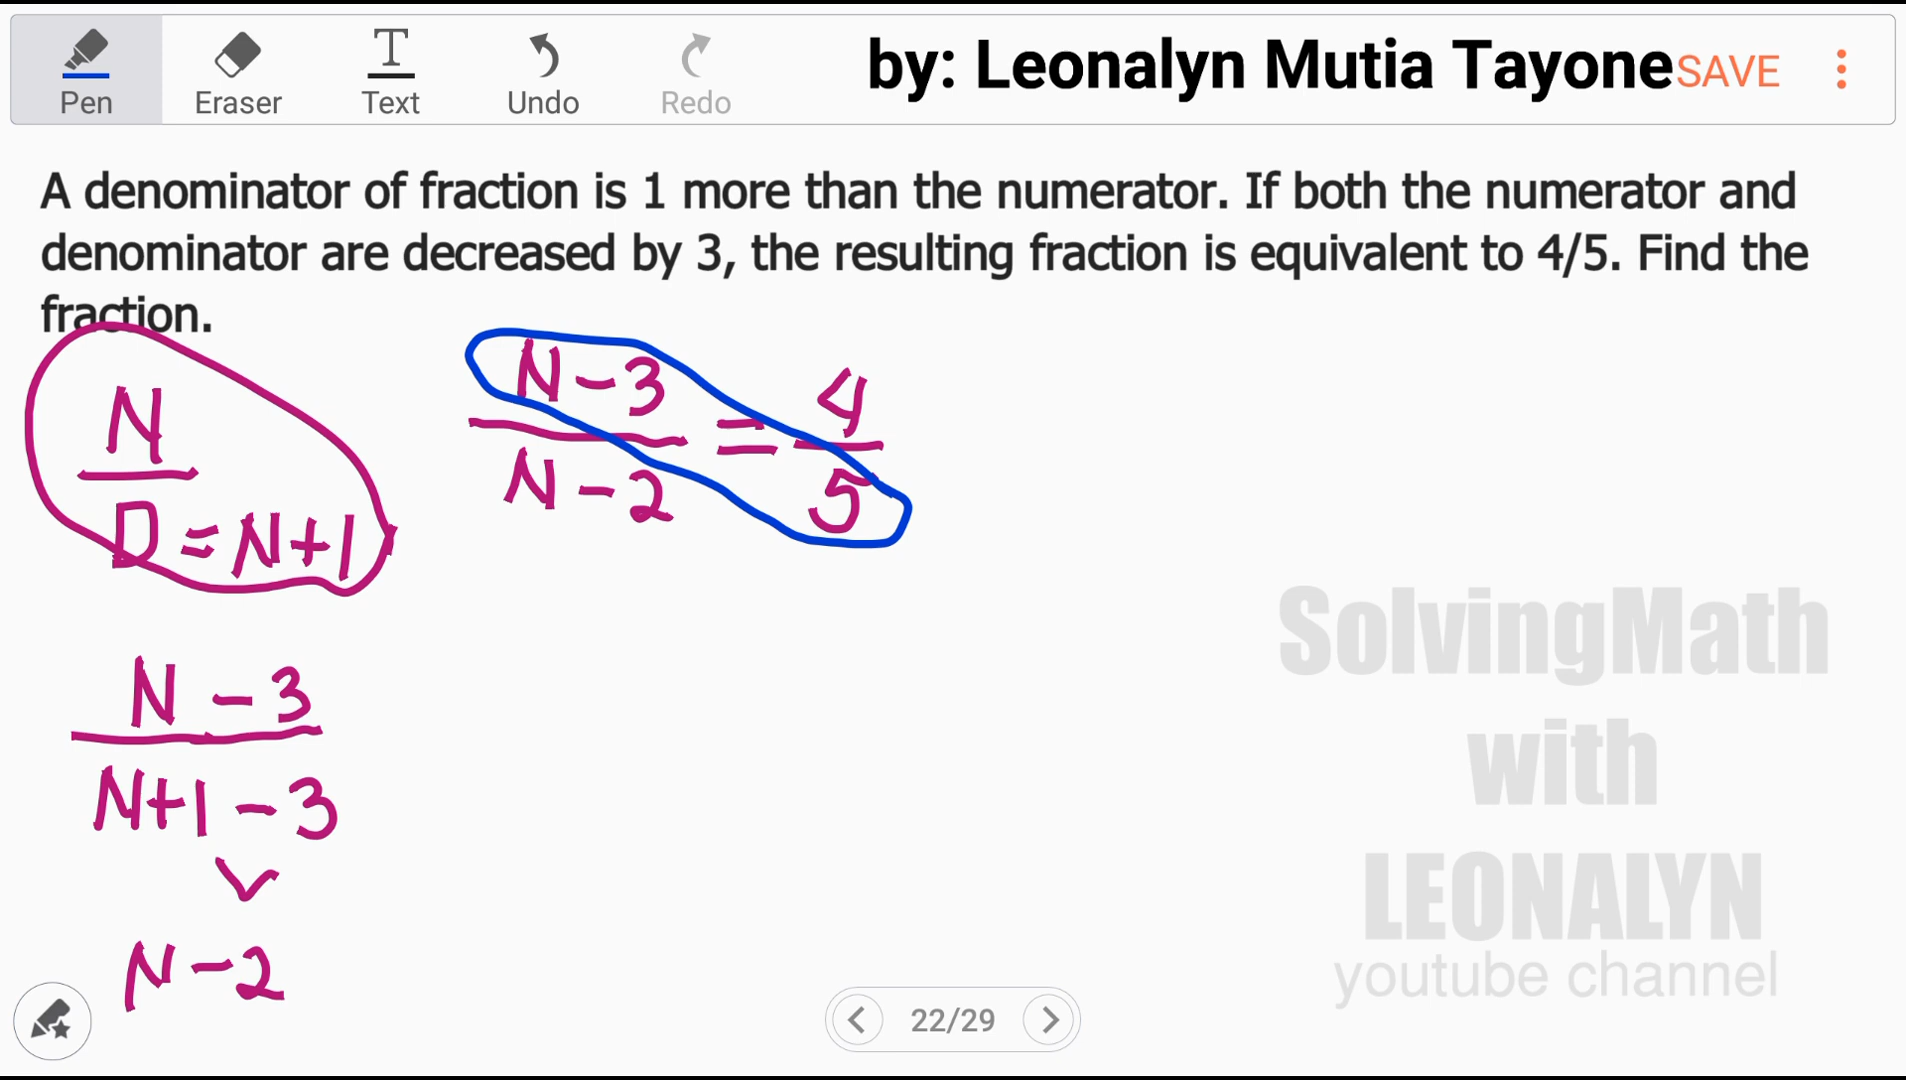 Pen
Eraser
Text
Undo
Redo
by: Leonalyn Mutia Tayone
SAVE
A denominator of fraction is 1 more than the numerator. If both the numerator and
denominator are decreased by 3, the resulting fraction is equivalent to 4/5. Find the
fraction.
N
D = N+1
N - 3
N+1 - 3
N - 2
N - 3
N - 2
=
4
5
SolvingMath
with
LEONALYN
youtube channel
22/29